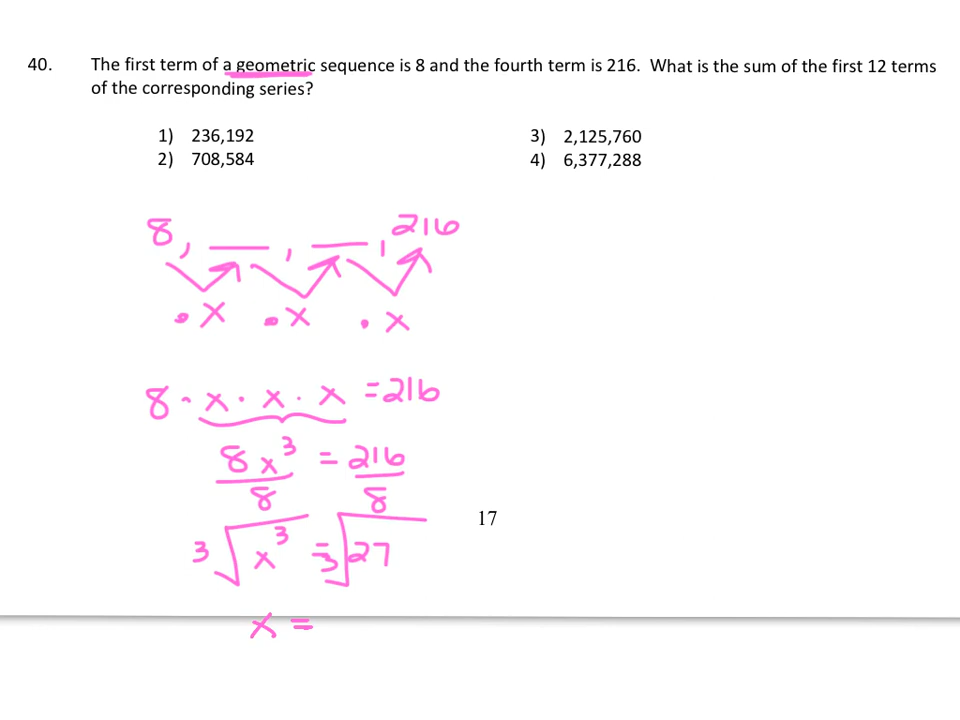 40. The first term of a geometric sequence is 8 and the fourth term is 216. What is the sum of the first 12 terms
of the corresponding series?
1) 236,192 3) 2,125,760
2) 708,584 4) 6,377,288
8, __, __, 216
• x • x • x
8 · x · x · x = 216
8x³ = 216
8 8
17
3√x³ = 3√27
x =